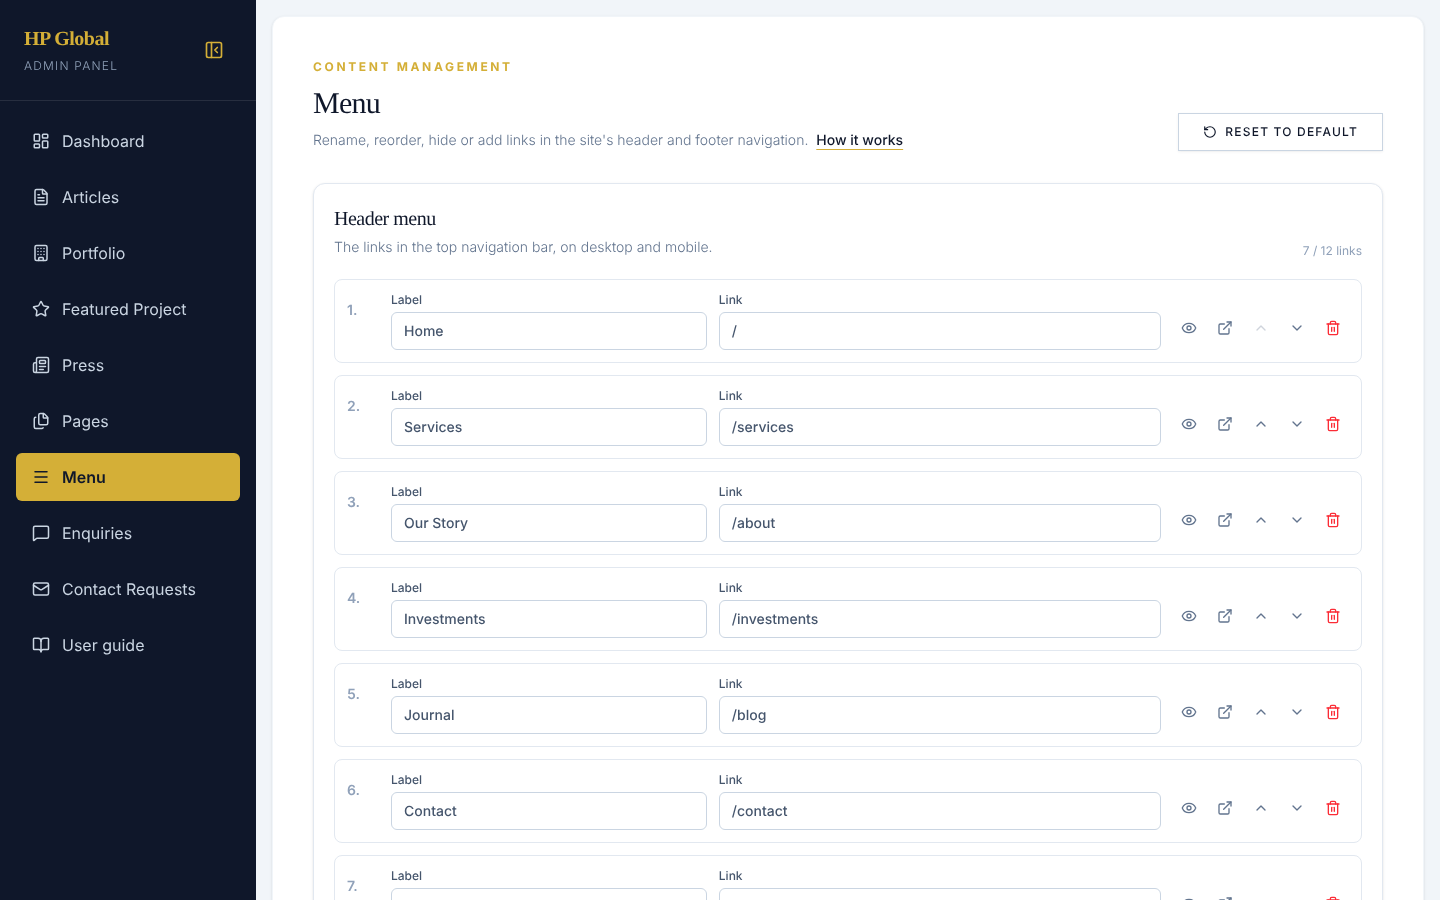 HP Global
ADMIN PANEL
Dashboard
Articles
Portfolio
Featured Project
Press
Pages
Menu
Enquiries
Contact Requests
User guide
CONTENT MANAGEMENT
Menu
Rename, reorder, hide or add links in the site's header and footer navigation. How it works
RESET TO DEFAULT
Header menu
The links in the top navigation bar, on desktop and mobile.
7 / 12 links
1.
Label
Link
Home
/
2.
Label
Link
Services
/services
3.
Label
Link
Our Story
/about
4.
Label
Link
Investments
/investments
5.
Label
Link
Journal
/blog
6.
Label
Link
Contact
/contact
7.
Label
Link